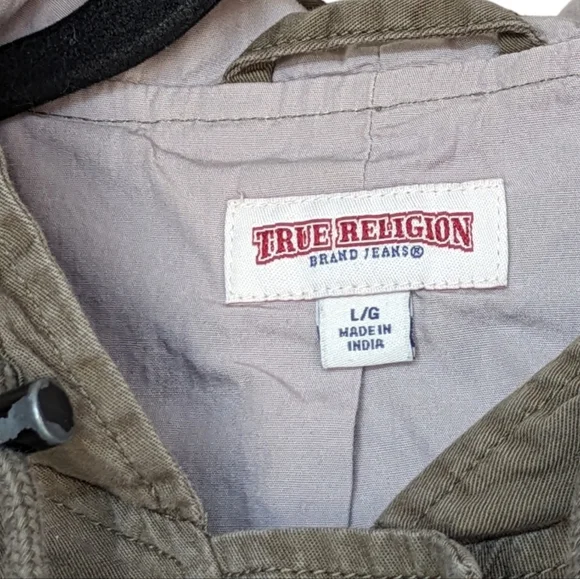 TRUE RELIGION
BRAND JEANS®
L/G
MADE IN
INDIA